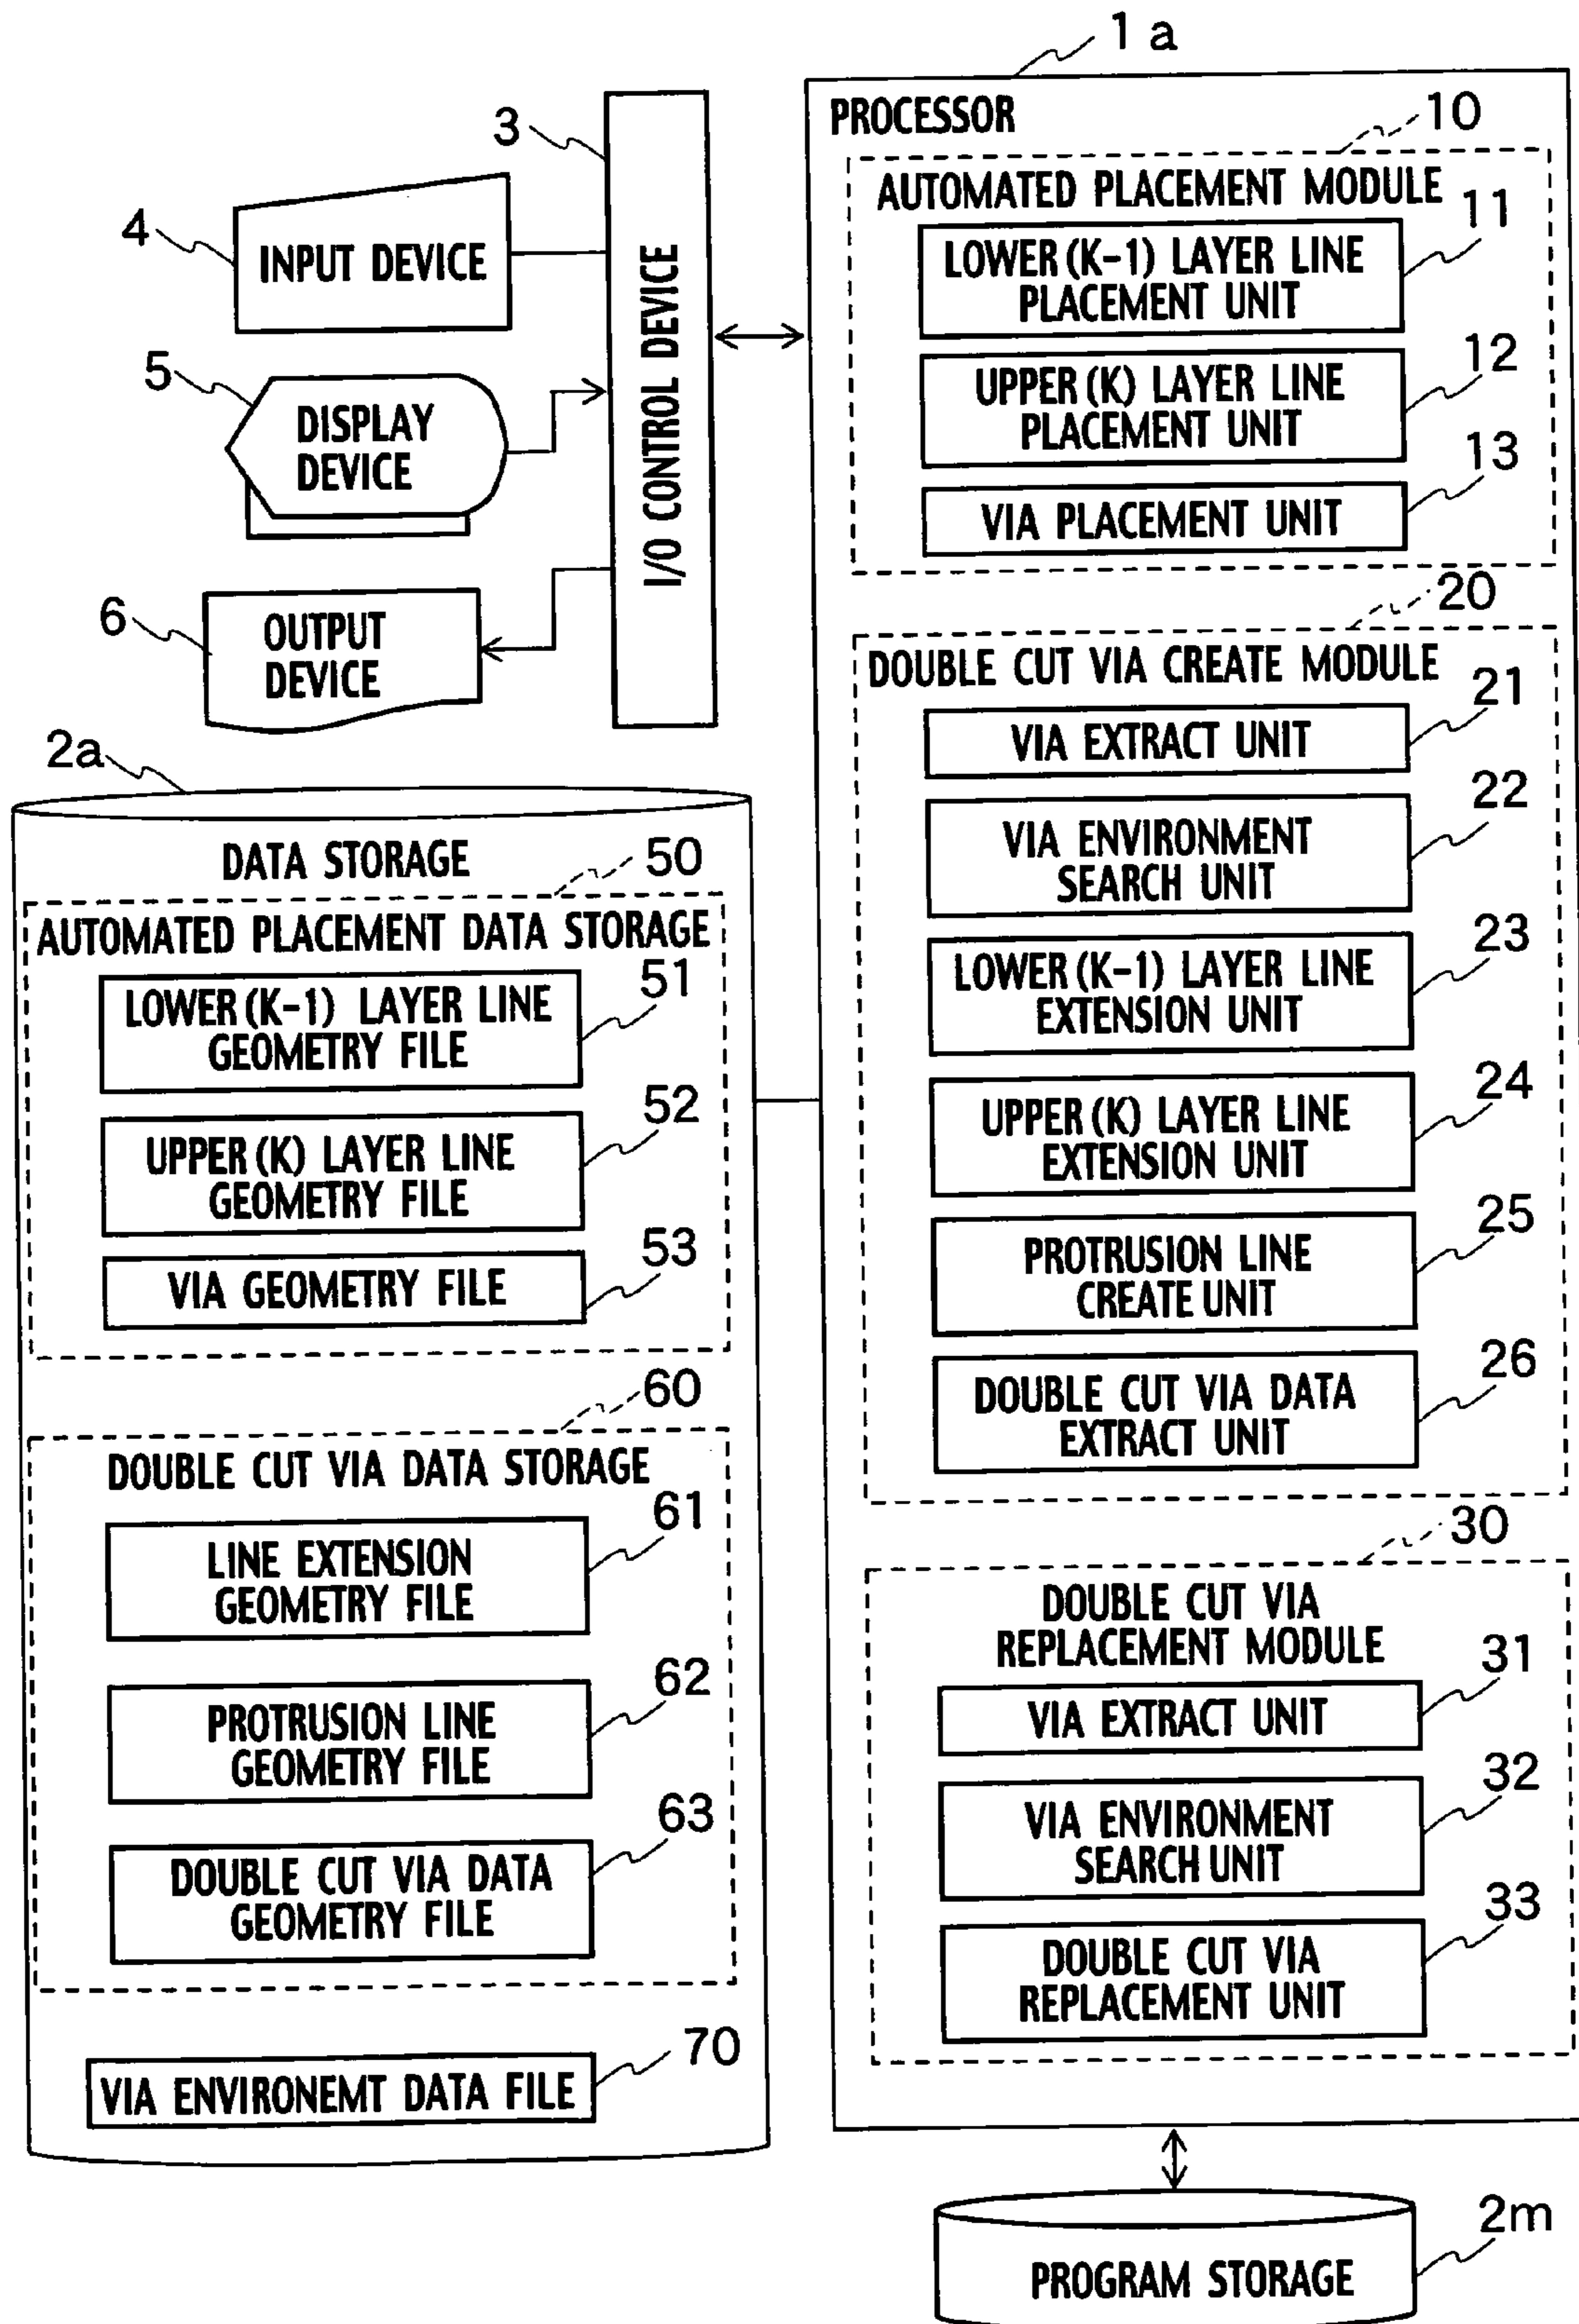 1a
PROCESSOR
10
AUTOMATED PLACEMENT MODULE
11
LOWER(K-1) LAYER LINE
PLACEMENT UNIT
12
UPPER(K) LAYER LINE
PLACEMENT UNIT
13
VIA PLACEMENT UNIT
3
I/O CONTROL DEVICE
4
INPUT DEVICE
5
DISPLAY
DEVICE
6
OUTPUT
DEVICE
20
DOUBLE CUT VIA CREATE MODULE
21
VIA EXTRACT UNIT
22
VIA ENVIRONMENT
SEARCH UNIT
23
LOWER(K-1) LAYER LINE
EXTENSION UNIT
24
UPPER(K) LAYER LINE
EXTENSION UNIT
25
PROTRUSION LINE
CREATE UNIT
26
DOUBLE CUT VIA DATA
EXTRACT UNIT
30
DOUBLE CUT VIA
REPLACEMENT MODULE
31
VIA EXTRACT UNIT
32
VIA ENVIRONMENT
SEARCH UNIT
33
DOUBLE CUT VIA
REPLACEMENT UNIT
2a
DATA STORAGE
50
AUTOMATED PLACEMENT DATA STORAGE
51
LOWER(K-1) LAYER LINE
GEOMETRY FILE
52
UPPER(K) LAYER LINE
GEOMETRY FILE
53
VIA GEOMETRY FILE
60
DOUBLE CUT VIA DATA STORAGE
61
LINE EXTENSION
GEOMETRY FILE
62
PROTRUSION LINE
GEOMETRY FILE
63
DOUBLE CUT VIA DATA
GEOMETRY FILE
70
VIA ENVIRONEMT DATA FILE
2m
PROGRAM STORAGE